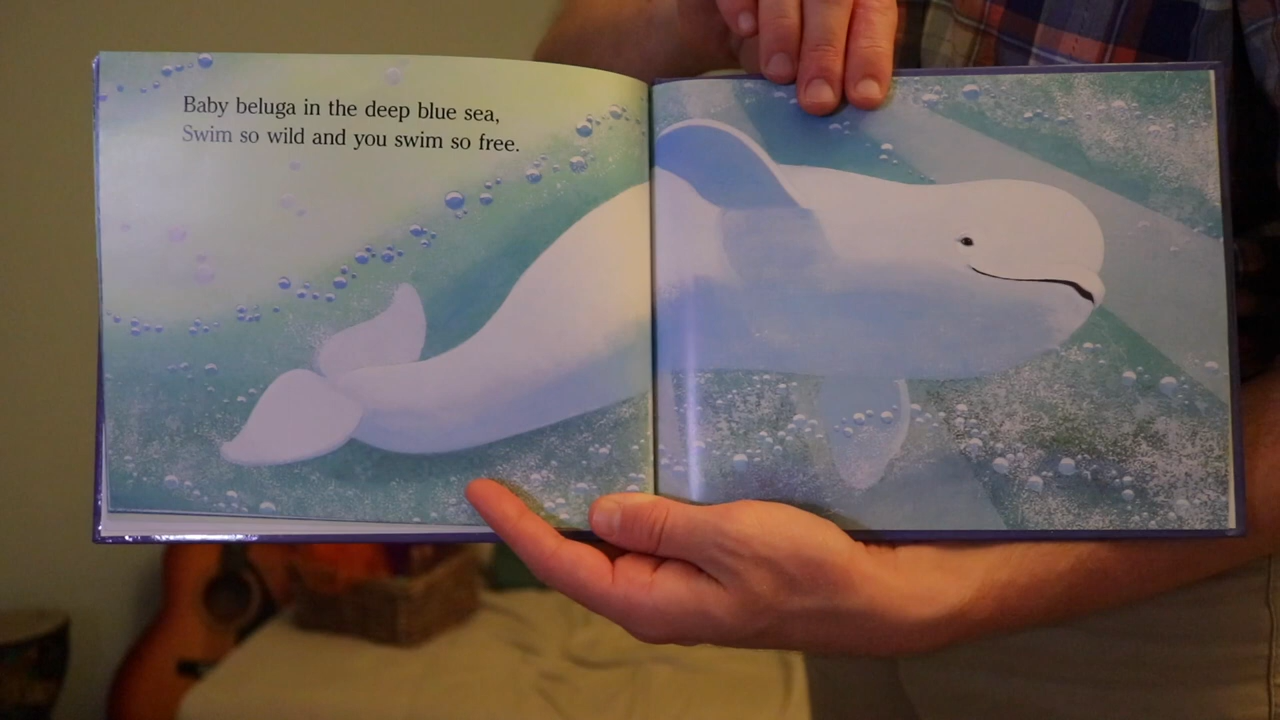 Baby beluga in the deep blue sea,
Swim so wild and you swim so free.